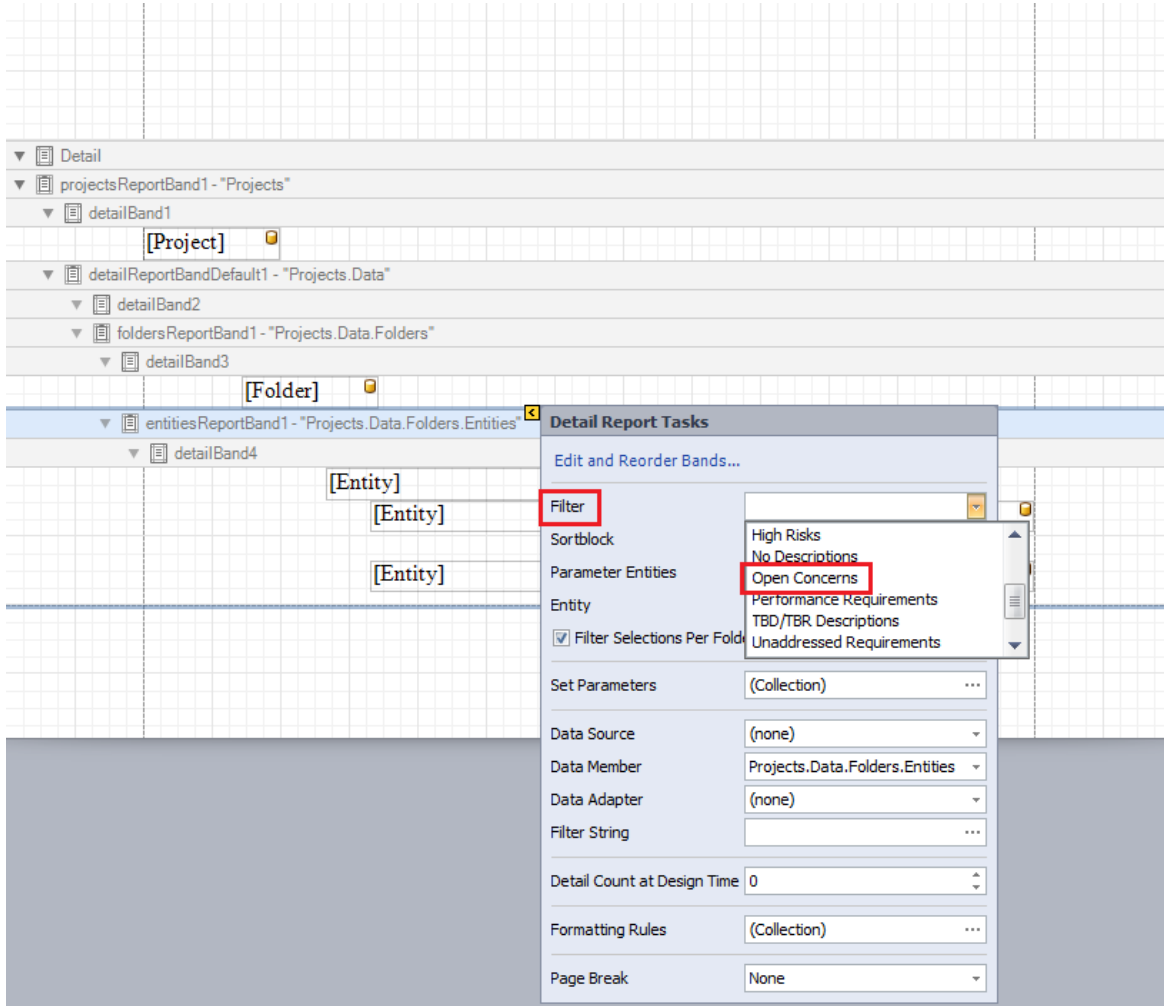 Detail
projectsReportBand1 - "Projects"
detailBand1
[Project]
detailReportBandDefault1 - "Projects.Data"
detailBand2
foldersReportBand1 - "Projects.Data.Folders"
detailBand3
[Folder]
entitiesReportBand1 - "Projects.Data.Folders.Entities"
detailBand4
[Entity]
[Entity]
[Entity]
Detail Report Tasks
Edit and Reorder Bands...
Filter
High Risks
No Descriptions
Open Concerns
Performance Requirements
TBD/TBR Descriptions
Unaddressed Requirements
Sortblock
Parameter Entities
Entity
Filter Selections Per Folde
Set Parameters (Collection) ...
Data Source (none)
Data Member Projects.Data.Folders.Entities
Data Adapter (none)
Filter String ...
Detail Count at Design Time 0
Formatting Rules (Collection) ...
Page Break None